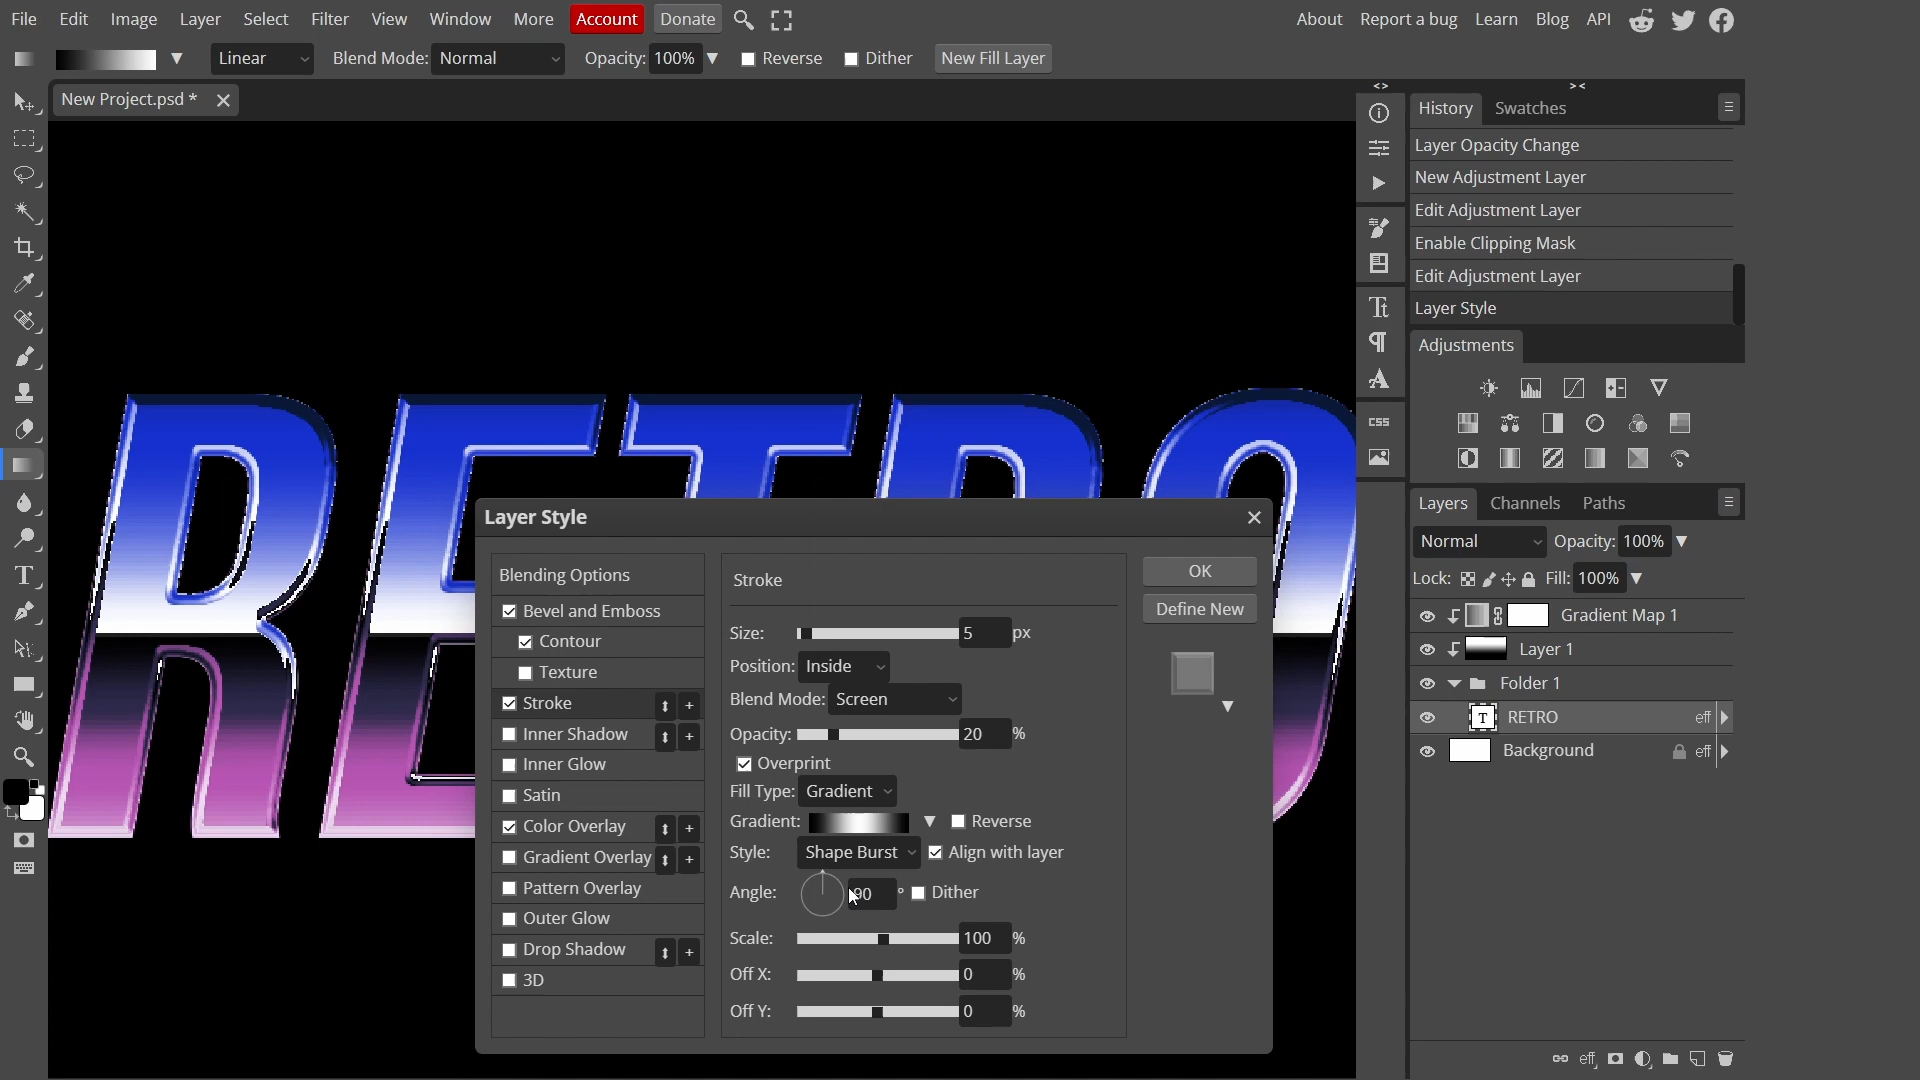 File Edit Image Layer Select Filter View Window More Account Donate About Report a bug Learn Blog API
Linear Blend Mode: Normal Opacity: 100% Reverse Dither New Fill Layer
New Project.psd *
RETRO
History Swatches
Layer Opacity Change
New Adjustment Layer
Edit Adjustment Layer
Enable Clipping Mask
Edit Adjustment Layer
Layer Style
Adjustments
CSS
Layers Channels Paths
Normal Opacity: 100%
Lock: Fill: 100%
Gradient Map 1
Layer 1
Folder 1
T RETRO eff
Background eff
eff
Layer Style
Blending Options
Bevel and Emboss
Contour
Texture
Stroke +
Inner Shadow +
Inner Glow
Satin
Color Overlay +
Gradient Overlay +
Pattern Overlay
Outer Glow
Drop Shadow +
3D
Stroke
Size: 5 px
Position: Inside
Blend Mode: Screen
Opacity: 20 %
Overprint
Fill Type: Gradient
Gradient: Reverse
Style: Shape Burst Align with layer
Angle: 90 ° Dither
Scale: 100 %
Off X: 0 %
Off Y: 0 %
OK
Define New